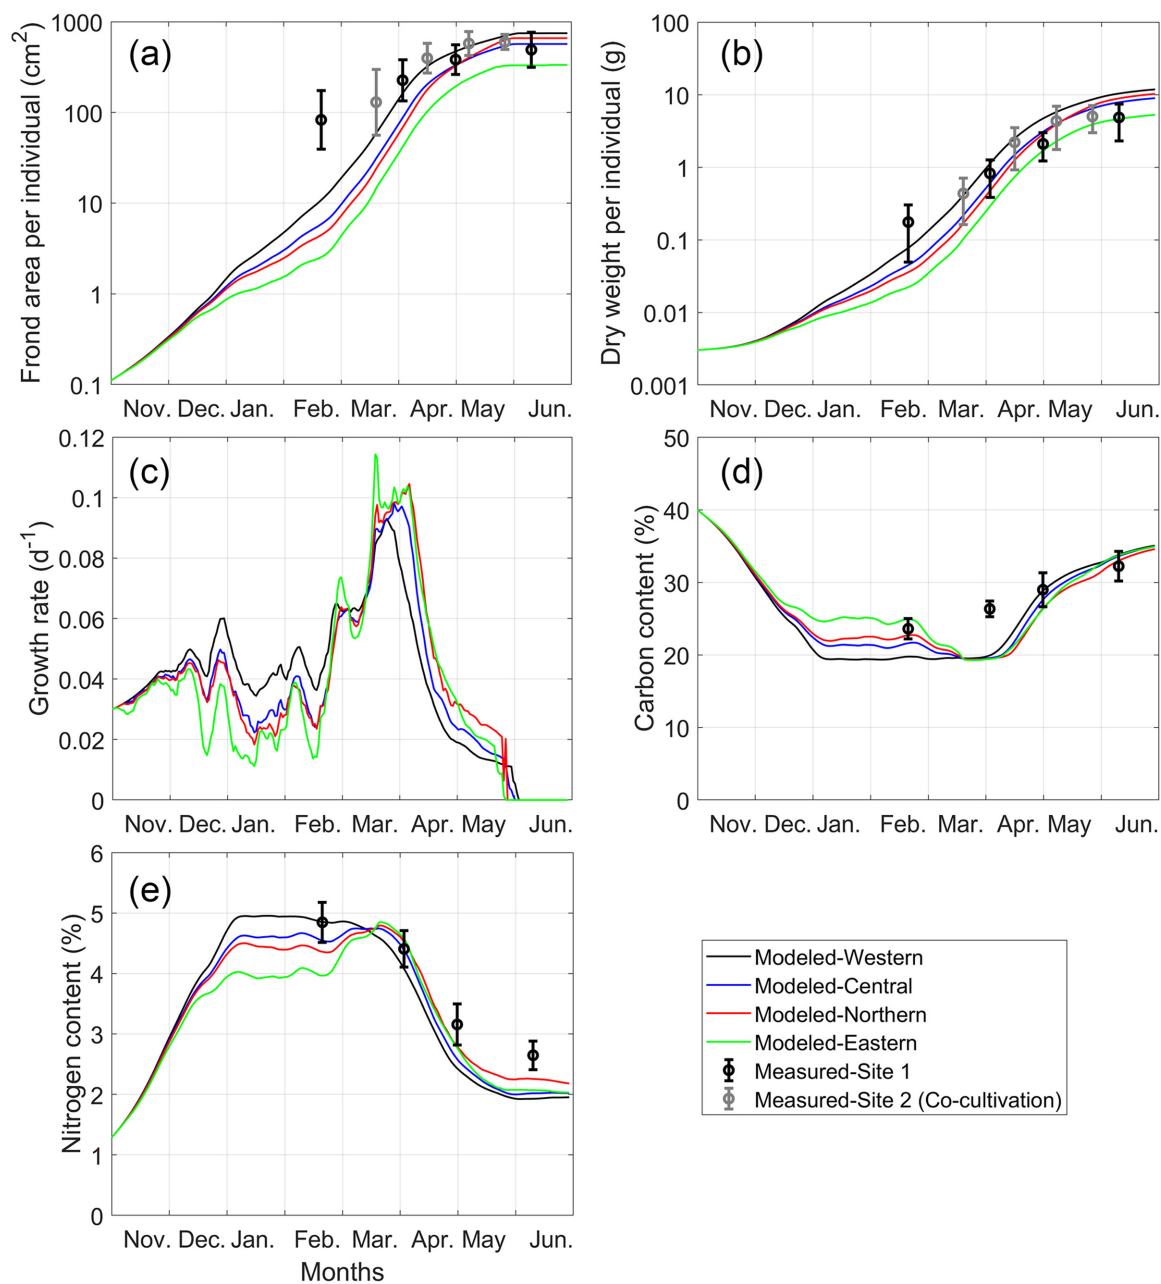 (a)
Frond area per individual (cm2)
1000
100
10
1
0.1
Nov. Dec. Jan. Feb. Mar. Apr. May Jun.
(b)
Dry weight per individual (g)
100
10
1
0.1
0.01
0.001
Nov. Dec. Jan. Feb. Mar. Apr. May Jun.
(c)
Growth rate (d-1)
0.12
0.1
0.08
0.06
0.04
0.02
0
Nov. Dec. Jan. Feb. Mar. Apr. May Jun.
(d)
Carbon content (%)
50
40
30
20
10
0
Nov. Dec. Jan. Feb. Mar. Apr. May Jun.
(e)
Nitrogen content (%)
6
5
4
3
2
1
0
Nov. Dec. Jan. Feb. Mar. Apr. May Jun.
Months
Modeled-Western
Modeled-Central
Modeled-Northern
Modeled-Eastern
Measured-Site 1
Measured-Site 2 (Co-cultivation)